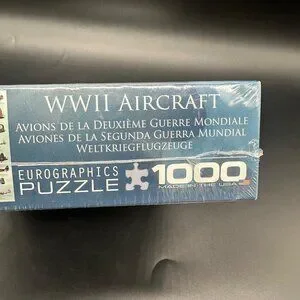 WWII AIRCRAFT
AVIONS DE LA DEUXIÈME GUERRE MONDIALE
AVIONES DE LA SEGUNDA GUERRA MUNDIAL
WELTKRIEGFLUGZEUGE
EUROGRAPHICS
PUZZLE 1000
MADE IN THE USA